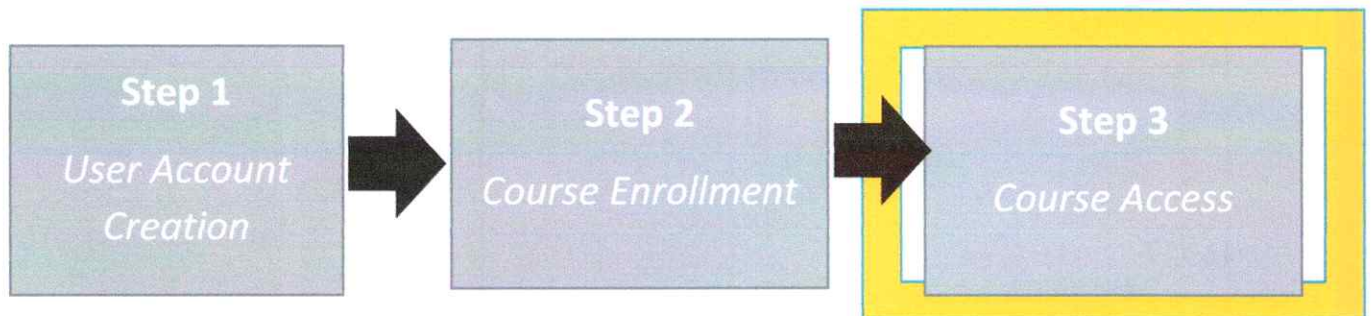 Step 1
User Account
Creation
Step 2
Course Enrollment
Step 3
Course Access